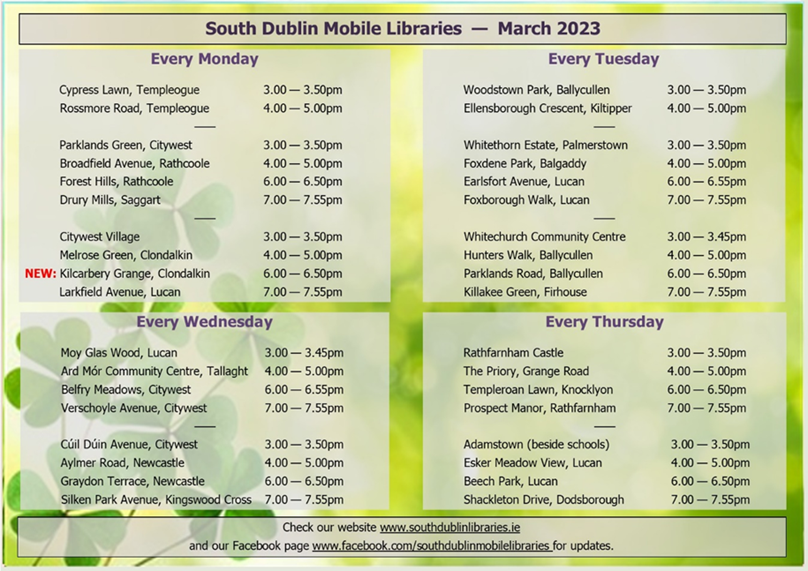 South Dublin Mobile Libraries — March 2023
Every Monday
Cypress Lawn, Templeogue 3.00 — 3.50pm
Rossmore Road, Templeogue 4.00 — 5.00pm
Parklands Green, Citywest 3.00 — 3.50pm
Broadfield Avenue, Rathcoole 4.00 — 5.00pm
Forest Hills, Rathcoole 6.00 — 6.50pm
Drury Mills, Saggart 7.00 — 7.55pm
Citywest Village 3.00 — 3.50pm
Melrose Green, Clondalkin 4.00 — 5.00pm
NEW: Kilcarbery Grange, Clondalkin 6.00 — 6.50pm
Larkfield Avenue, Lucan 7.00 — 7.55pm
Every Tuesday
Woodstown Park, Ballycullen 3.00 — 3.50pm
Ellensborough Crescent, Kiltipper 4.00 — 5.00pm
Whitethorn Estate, Palmerstown 3.00 — 3.50pm
Foxdene Park, Balgaddy 4.00 — 5.00pm
Earlsfort Avenue, Lucan 6.00 — 6.55pm
Foxborough Walk, Lucan 7.00 — 7.55pm
Whitechurch Community Centre 3.00 — 3.45pm
Hunters Walk, Ballycullen 4.00 — 5.00pm
Parklands Road, Ballycullen 6.00 — 6.50pm
Killakee Green, Firhouse 7.00 — 7.55pm
Every Wednesday
Moy Glas Wood, Lucan 3.00 — 3.45pm
Ard Mór Community Centre, Tallaght 4.00 — 5.00pm
Belfry Meadows, Citywest 6.00 — 6.55pm
Verschoyle Avenue, Citywest 7.00 — 7.55pm
Cúil Dúin Avenue, Citywest 3.00 — 3.50pm
Aylmer Road, Newcastle 4.00 — 5.00pm
Graydon Terrace, Newcastle 6.00 — 6.50pm
Silken Park Avenue, Kingswood Cross 7.00 — 7.55pm
Every Thursday
Rathfarnham Castle 3.00 — 3.50pm
The Priory, Grange Road 4.00 — 5.00pm
Templeroan Lawn, Knocklyon 6.00 — 6.50pm
Prospect Manor, Rathfarnham 7.00 — 7.55pm
Adamstown (beside schools) 3.00 — 3.50pm
Esker Meadow View, Lucan 4.00 — 5.00pm
Beech Park, Lucan 6.00 — 6.50pm
Shackleton Drive, Dodsborough 7.00 — 7.55pm
Check our website www.southdublinlibraries.ie
and our Facebook page www.facebook.com/southdublinmobilelibraries for updates.